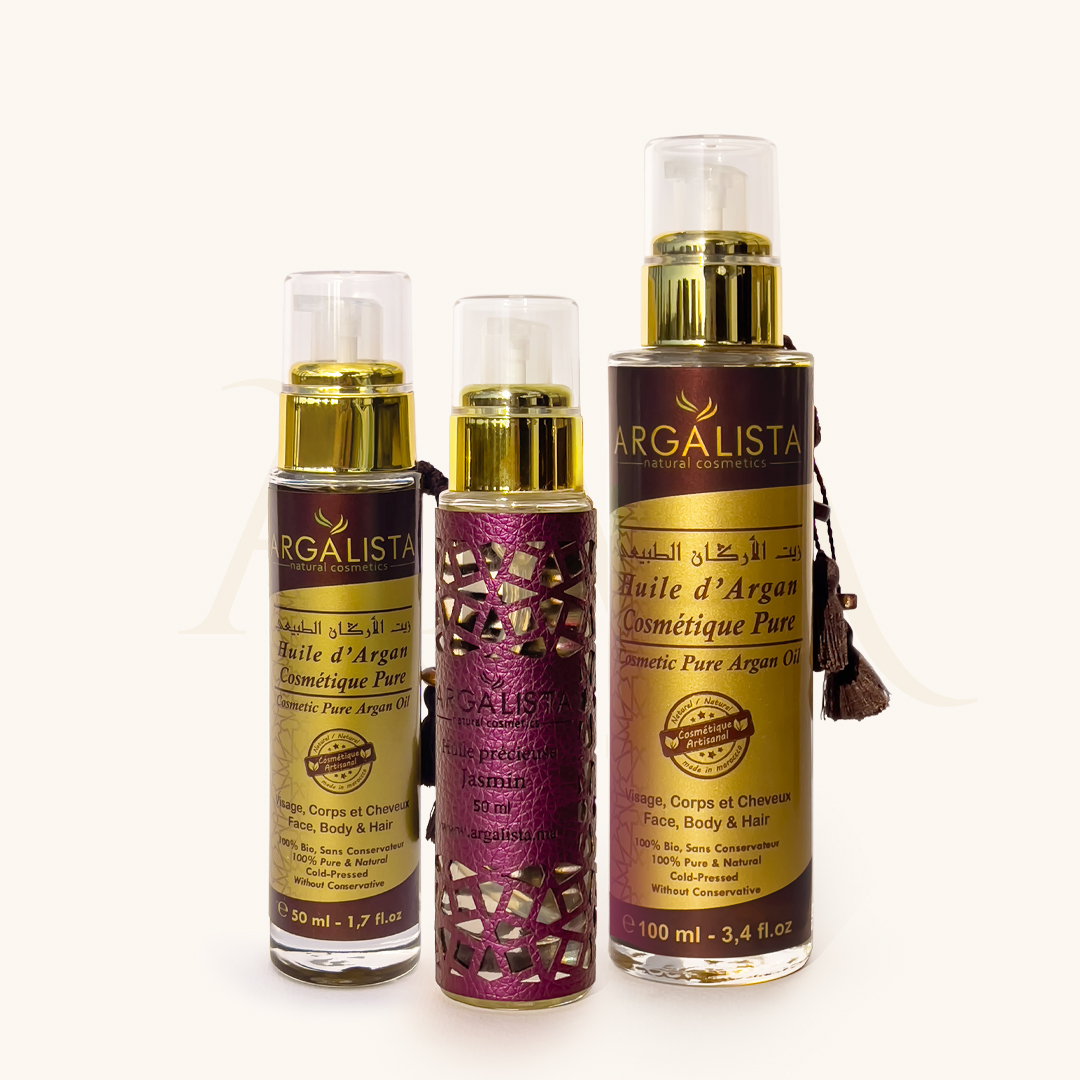 ARGALISTA
natural cosmetics
زيت الأركان الطبيعي
Huile d'Argan
Cosmétique Pure
Cosmetic Pure Argan Oil
Naturel / Natural
Cosmétique
Artisanal
made in morocco
Visage, Corps et Cheveux
Face, Body & Hair
100% Bio, Sans Conservateur
100% Pure & Natural
Cold-Pressed
Without Conservative
e 50 ml - 1,7 fl.oz
ARGALISTA
natural cosmetics
Huile précieuse
Jasmin
50 ml
www.argalista.ma
ARGALISTA
natural cosmetics
زيت الأركان الطبيعي
Huile d'Argan
Cosmétique Pure
Cosmetic Pure Argan Oil
Naturel / Natural
Cosmétique
Artisanal
made in morocco
Visage, Corps et Cheveux
Face, Body & Hair
100% Bio, Sans Conservateur
100% Pure & Natural
Cold-Pressed
Without Conservative
e 100 ml - 3,4 fl.oz